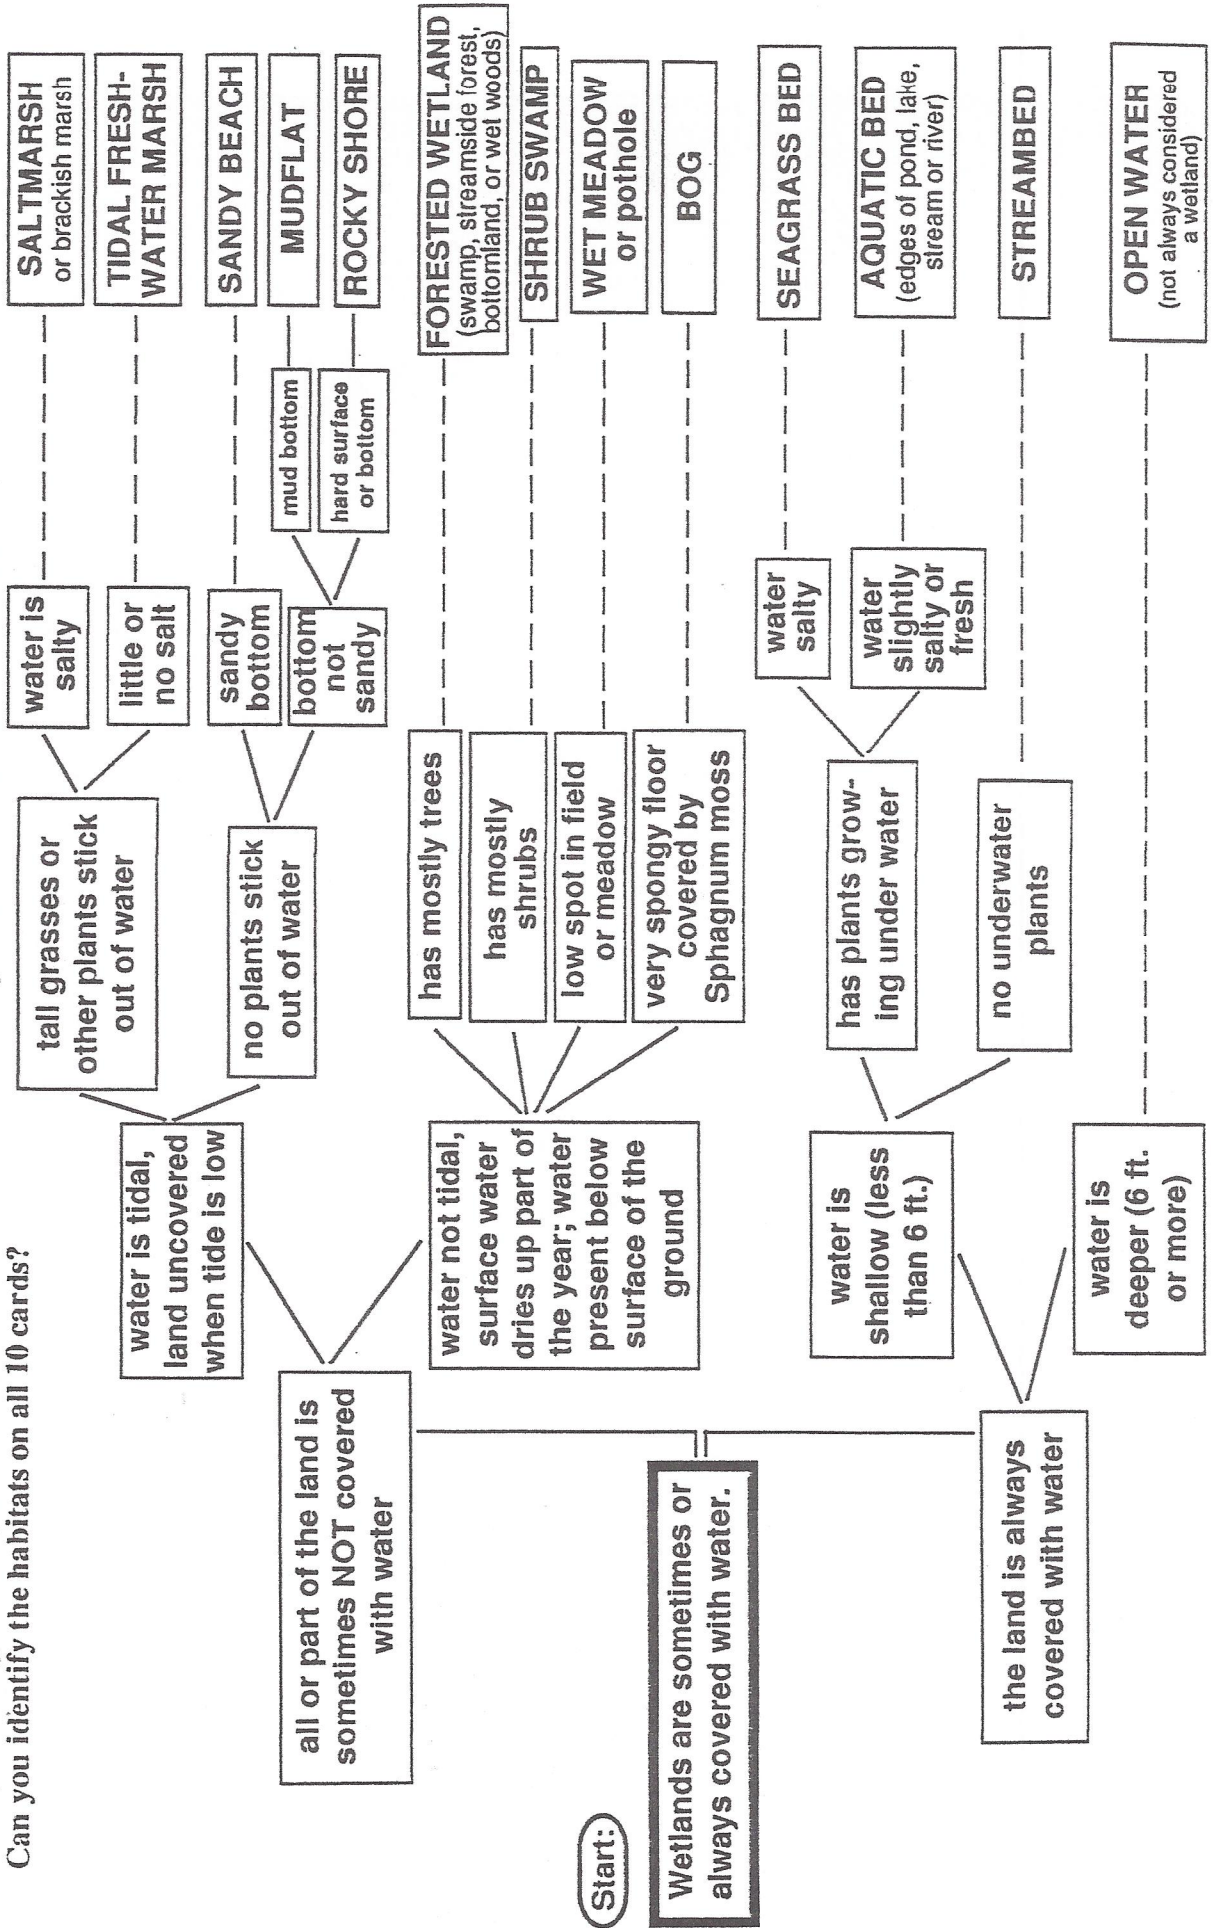 Can you identify the habitats on all 10 cards?
Start:
Wetlands are sometimes or
always covered with water.
all or part of the land is
sometimes NOT covered
with water
the land is always
covered with water
water is tidal,
land uncovered
when tide is low
water not tidal,
surface water
dries up part of
the year; water
present below
surface of the
ground
water is
shallow (less
than 6 ft.)
water is
deeper (6 ft.
or more)
tall grasses or
other plants stick
out of water
no plants stick
out of water
has mostly trees
has mostly
shrubs
low spot in field
or meadow
very spongy floor
covered by
Sphagnum moss
has plants grow-
ing under water
no underwater
plants
water is
salty
little or
no salt
sandy
bottom
bottom
not
sandy
mud bottom
hard surface
or bottom
water
salty
water
slightly
salty or
fresh
SALTMARSH
or brackish marsh
TIDAL FRESH-
WATER MARSH
SANDY BEACH
MUDFLAT
ROCKY SHORE
FORESTED WETLAND
(swamp, streamside forest,
bottomland, or wet woods)
SHRUB SWAMP
WET MEADOW
or pothole
BOG
SEAGRASS BED
AQUATIC BED
(edges of pond, lake,
stream or river)
STREAMBED
OPEN WATER
(not always considered
a wetland)